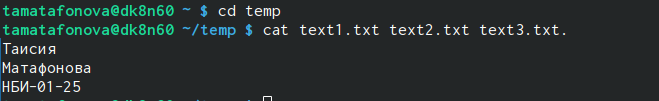 tamatafonova@dk8n60 ~ $ cd temp
tamatafonova@dk8n60 ~/temp $ cat text1.txt text2.txt text3.txt.
Таисия
Матафонова
НБИ-01-25